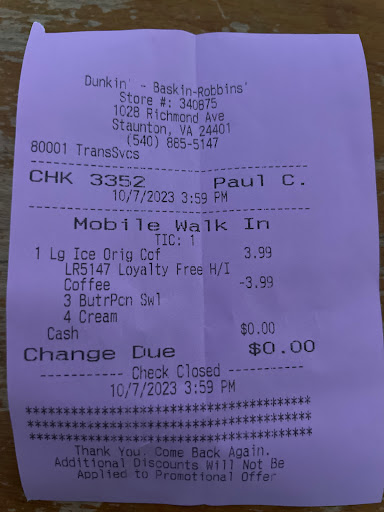 Dunkin' - Baskin-Robbins'
Store #: 340875
1028 Richmond Ave
Staunton, VA 24401
(540) 885-5147
80001 TransSvcs
CHK 3352 Paul C.
10/7/2023 3:59 PM
Mobile Walk In
TIC: 1
1 Lg Ice Orig Cof 3.99
LR5147 Loyalty Free H/I
Coffee -3.99
3 ButrPcn Swl
4 Cream
Cash $0.00
Change Due $0.00
----------- Check Closed -----------
10/7/2023 3:59 PM
****************************************
****************************************
****************************************
Thank You. Come Back Again.
Additional Discounts Will Not Be
Applied to Promotional Offer